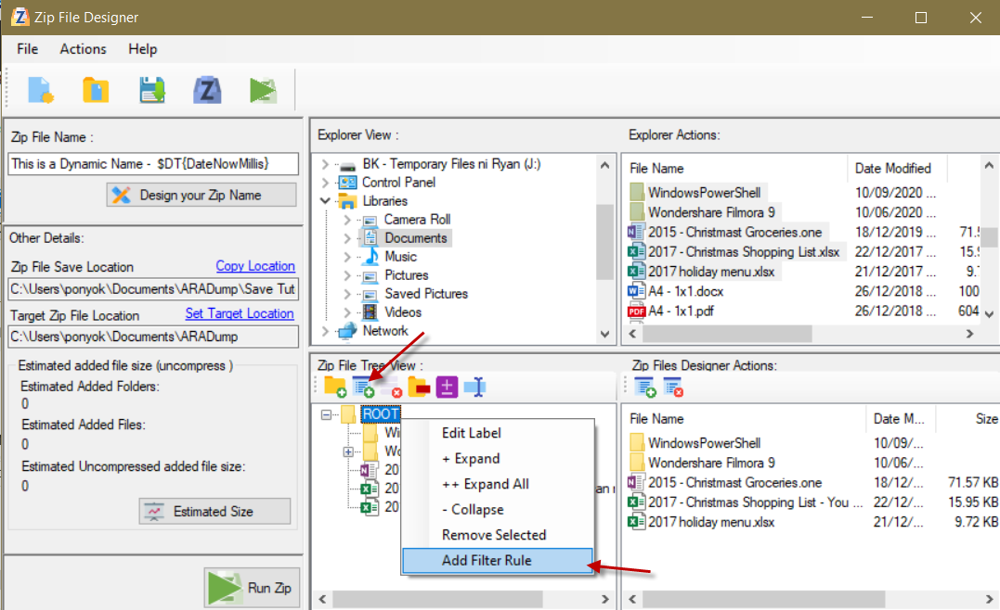 Zip File Designer
File Actions Help
Zip File Name :
This is a Dynamic Name - $DT{DateNowMillis}
Design your Zip Name
Other Details:
Zip File Save Location Copy Location
C:\Users\ponyok\Documents\ARADump\Save Tut
Target Zip File Location Set Target Location
C:\Users\ponyok\Documents\ARADump
Estimated added file size (uncompress )
Estimated Added Folders:
0
Estimated Added Files:
0
Estimated Uncompressed added file size:
0
Estimated Size
Run Zip
Explorer View :
BK - Temporary Files ni Ryan (J:)
Control Panel
Libraries
Camera Roll
Documents
Music
Pictures
Saved Pictures
Videos
Network
Explorer Actions:
File Name Date Modified
WindowsPowerShell 10/09/2020 ...
Wondershare Filmora 9 10/06/2020 ...
2015 - Christmast Groceries.one 18/12/2019 ... 71.
2017 - Christmas Shopping List.xlsx 22/12/2017 ... 15.
2017 holiday menu.xlsx 21/12/2017 ... 9.7
A4 - 1x1.docx 26/12/2018 ... 100
A4 - 1x1.pdf 26/12/2018 ... 604
Zip File Tree View :
ROOT
Wi
Wo
20
20 an
20
Edit Label
+ Expand
++ Expand All
- Collapse
Remove Selected
Add Filter Rule
Zip Files Designer Actions:
File Name Date M... Size
WindowsPowerShell 10/09/...
Wondershare Filmora 9 10/06/...
2015 - Christmast Groceries.one 18/12/... 71.57 KB
2017 - Christmas Shopping List - You ... 22/12/... 15.95 KB
2017 holiday menu.xlsx 21/12/... 9.72 KB